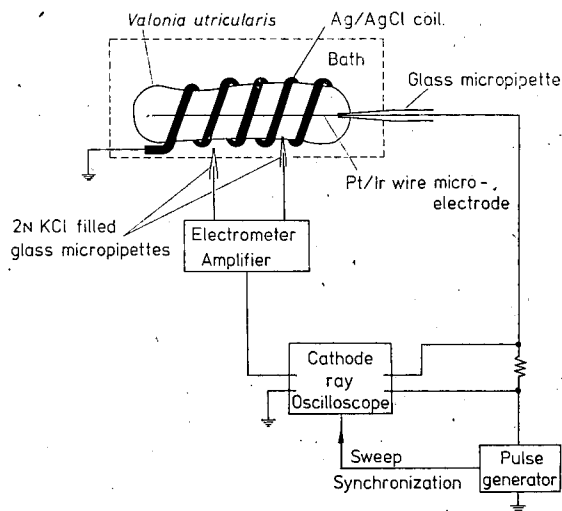 Valonia utricularis
Ag/AgCl coil.
Bath
Glass micropipette
Pt/Ir wire micro-
electrode
2N KCl filled
glass micropipettes
Electrometer
Amplifier
Cathode
ray
Oscilloscope
Sweep
Synchronization
Pulse
generator